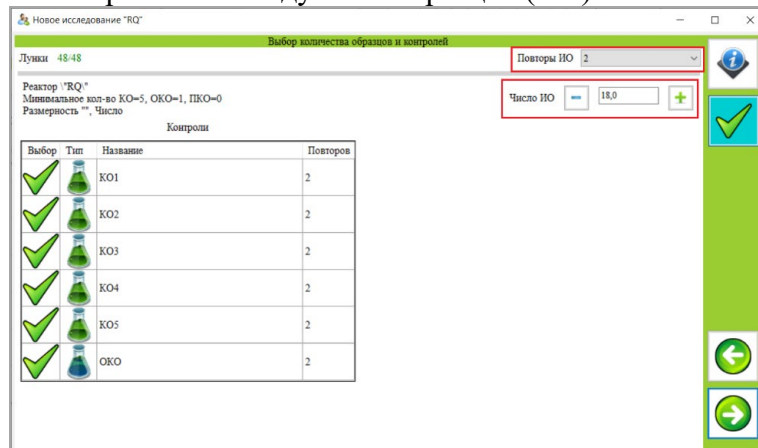 Новое исследование "RQ"
Выбор количества образцов и контролей
Лунки 48/48
Повторы ИО 2
Реактор \"RQ\"
Минимальное кол-во КО=5, ОКО=1, ПКО=0
Размерность "", Число
Число ИО 18,0
Контроли
Выбор Тип Название Повторов
КО1 2
КО2 2
КО3 2
КО4 2
КО5 2
ОКО 2